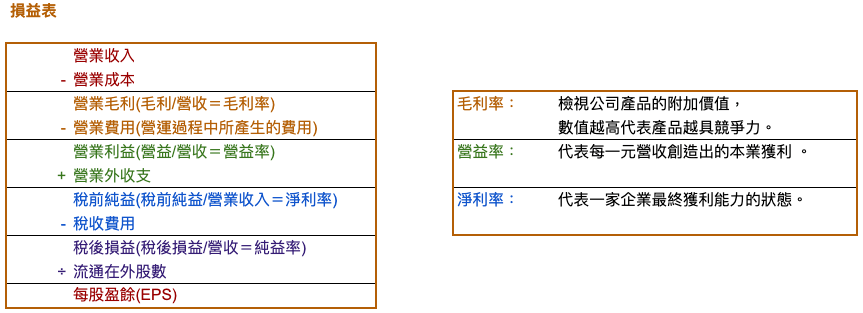 損益表
營業收入
- 營業成本
營業毛利(毛利/營收＝毛利率)
- 營業費用(營運過程中所產生的費用)
營業利益(營益/營收＝營益率)
+ 營業外收支
稅前純益(稅前純益/營業收入＝淨利率)
- 稅收費用
稅後損益(稅後損益/營收＝純益率)
÷ 流通在外股數
每股盈餘(EPS)
毛利率： 檢視公司產品的附加價值，
數值越高代表產品越具競爭力。
營益率： 代表每一元營收創造出的本業獲利 。
淨利率： 代表一家企業最終獲利能力的狀態。